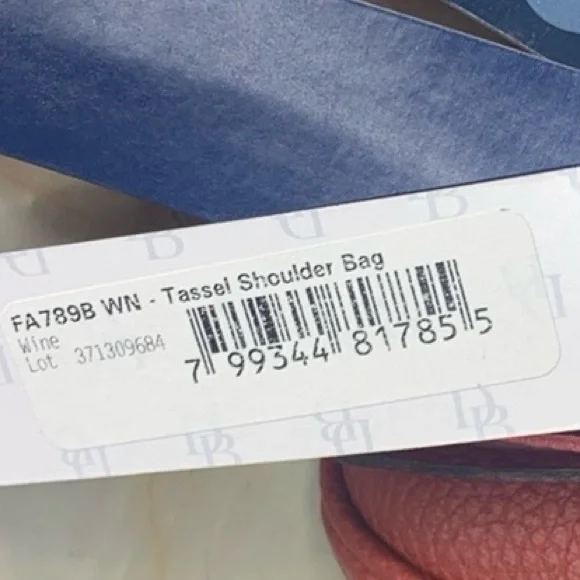 FA789B WN - Tassel Shoulder Bag
Wine
Lot 371309684
7 99344 81785 5